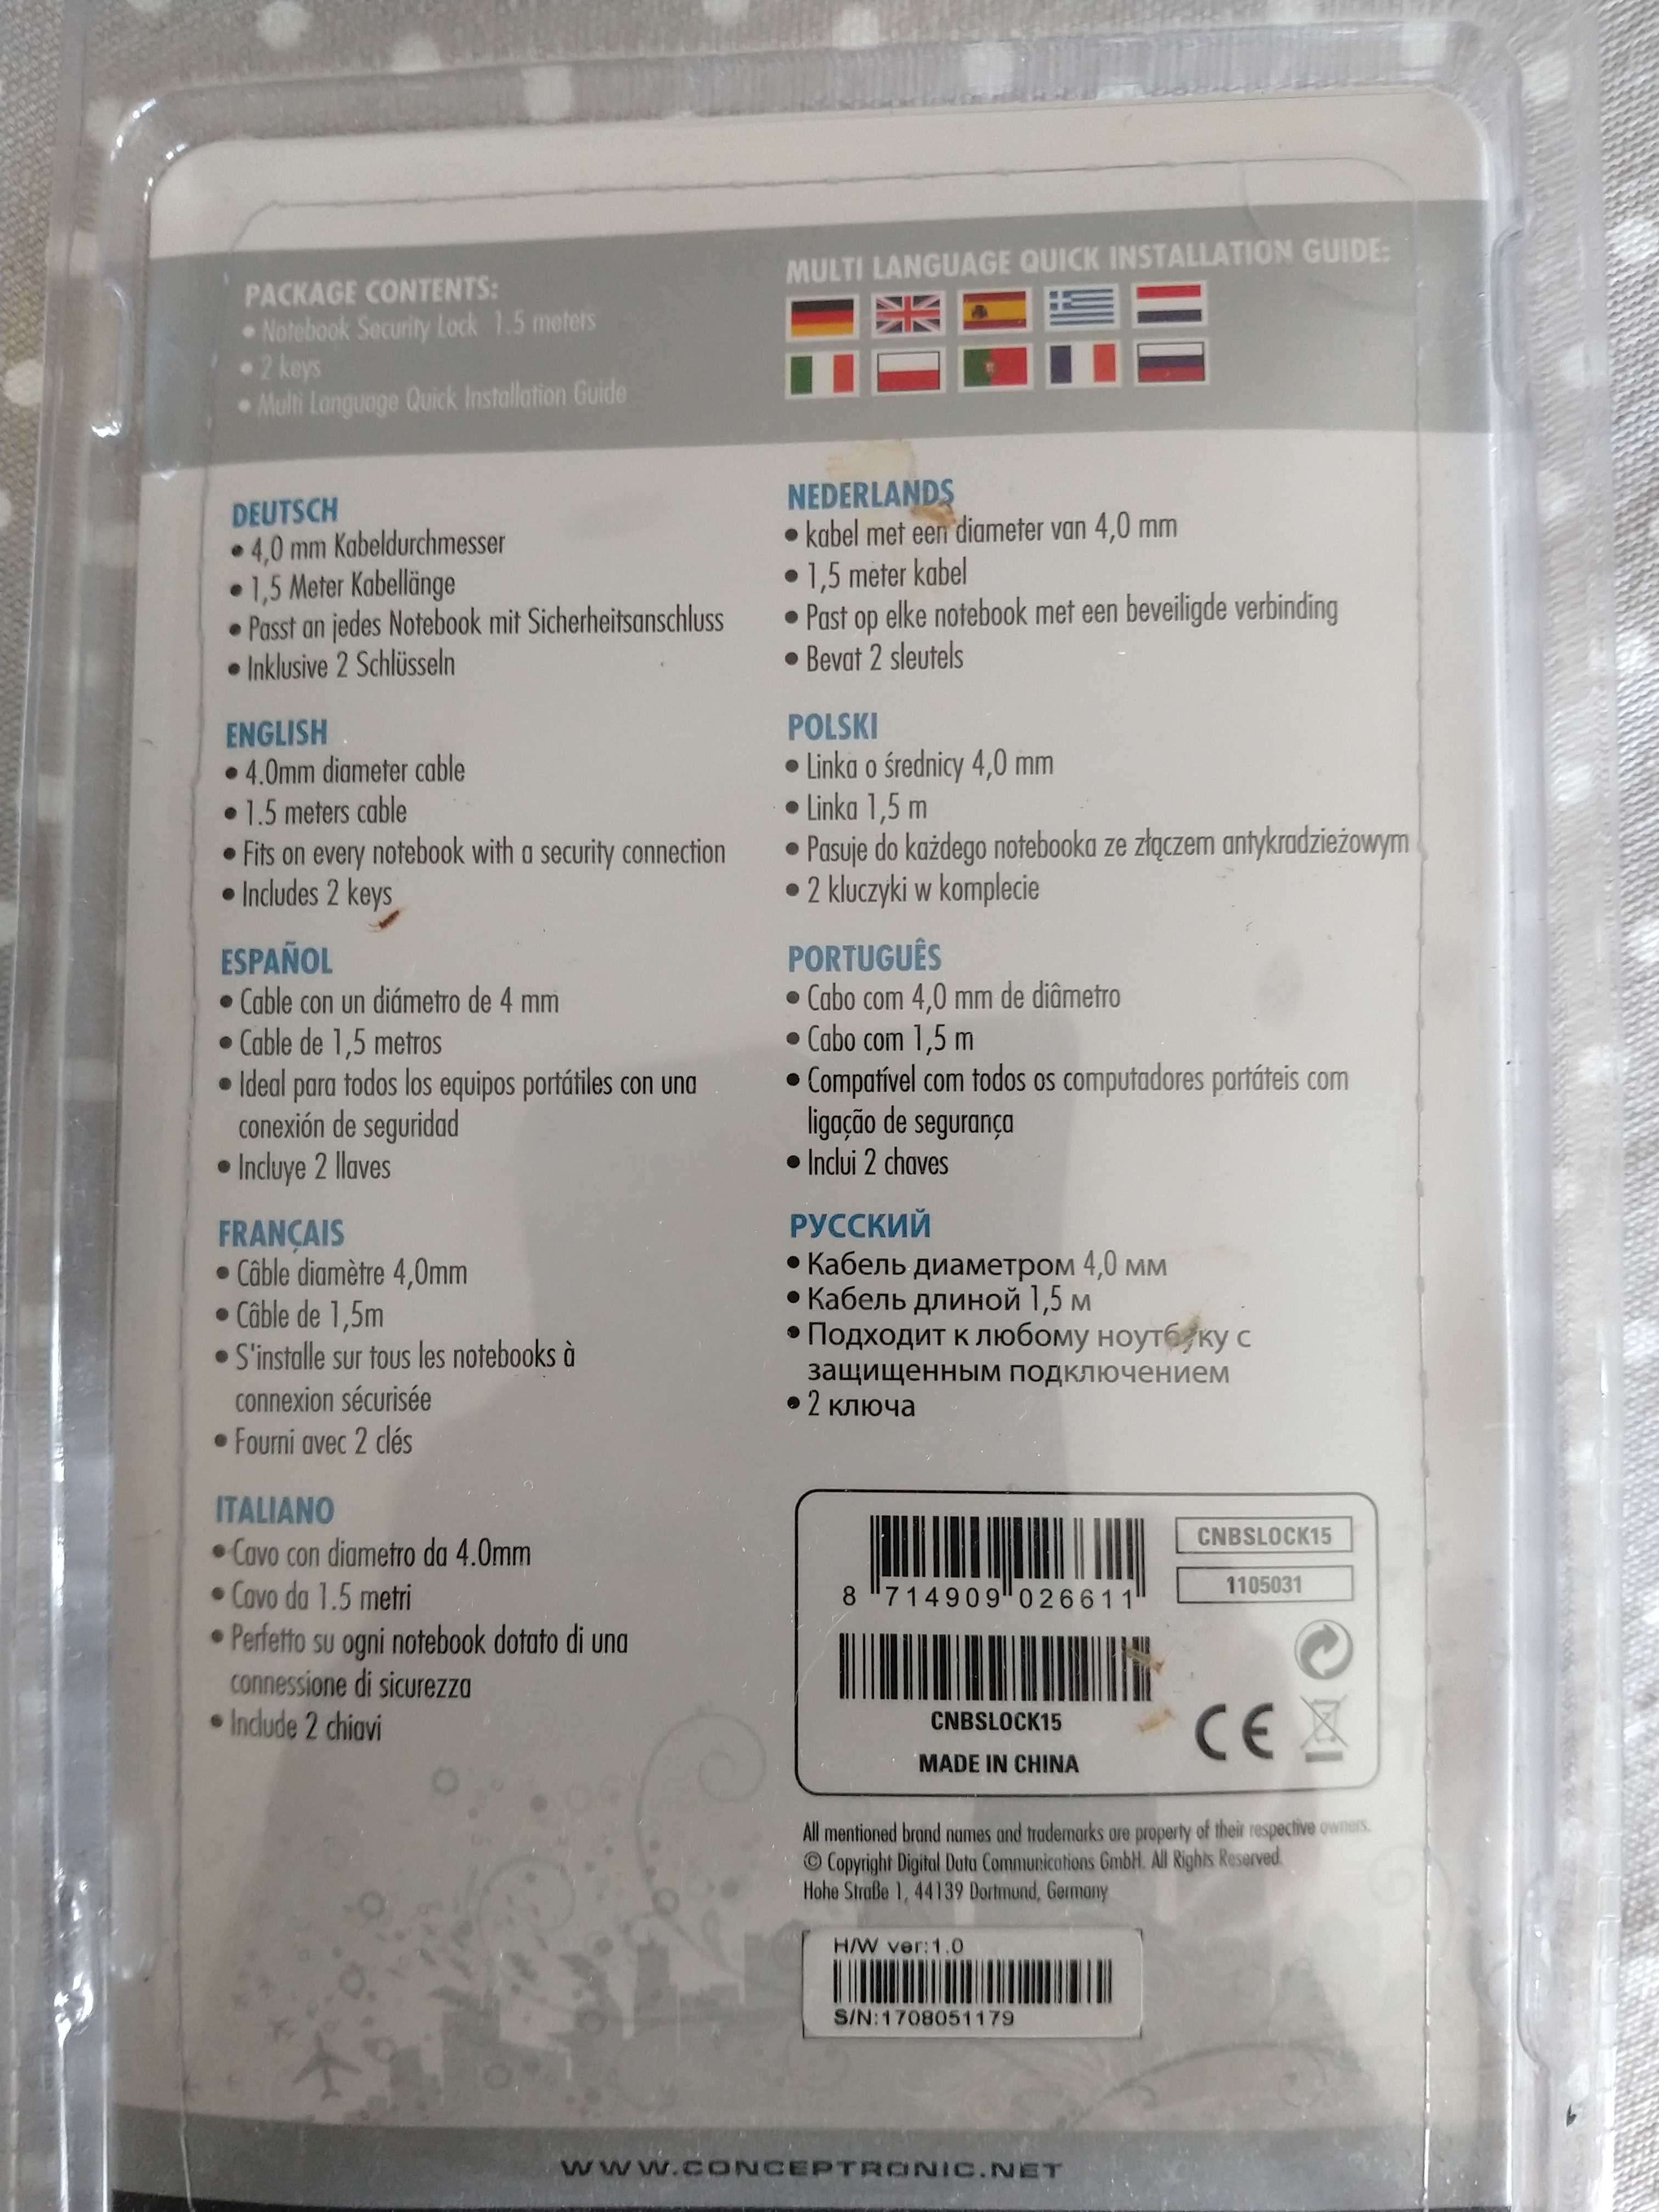 PACKAGE CONTENTS:
• Notebook Security Lock 1.5 meters
• 2 keys
• Multi Language Quick Installation Guide
MULTI LANGUAGE QUICK INSTALLATION GUIDE:
DEUTSCH
• 4,0 mm Kabeldurchmesser
• 1,5 Meter Kabellänge
• Passt an jedes Notebook mit Sicherheitsanschluss
• Inklusive 2 Schlüsseln
ENGLISH
• 4.0mm diameter cable
• 1.5 meters cable
• Fits on every notebook with a security connection
• Includes 2 keys
ESPAÑOL
• Cable con un diámetro de 4 mm
• Cable de 1,5 metros
• Ideal para todos los equipos portátiles con una
conexión de seguridad
• Incluye 2 llaves
FRANÇAIS
• Câble diamètre 4,0mm
• Câble de 1,5m
• S'installe sur tous les notebooks à
connexion sécurisée
• Fourni avec 2 clés
ITALIANO
• Cavo con diametro da 4.0mm
• Cavo da 1.5 metri
• Perfetto su ogni notebook dotato di una
connessione di sicurezza
• Include 2 chiavi
NEDERLANDS
• kabel met een diameter van 4,0 mm
• 1,5 meter kabel
• Past op elke notebook met een beveiligde verbinding
• Bevat 2 sleutels
POLSKI
• Linka o średnicy 4,0 mm
• Linka 1,5 m
• Pasuje do każdego notebooka ze złączem antykradzieżowym
• 2 kluczyki w komplecie
PORTUGUÊS
• Cabo com 4,0 mm de diâmetro
• Cabo com 1,5 m
• Compatível com todos os computadores portáteis com
ligação de segurança
• Inclui 2 chaves
РУССКИЙ
• Кабель диаметром 4,0 мм
• Кабель длиной 1,5 м
• Подходит к любому ноутбуку с
защищенным подключением
• 2 ключа
8 714909 026611
CNBSLOCK15
1105031
CNBSLOCK15
MADE IN CHINA
CE
All mentioned brand names and trademarks are property of their respective owners.
© Copyright Digital Data Communications GmbH. All Rights Reserved.
Hohe Straße 1, 44139 Dortmund, Germany
H/W ver:1.0
S/N:1708051179
WWW.CONCEPTRONIC.NET